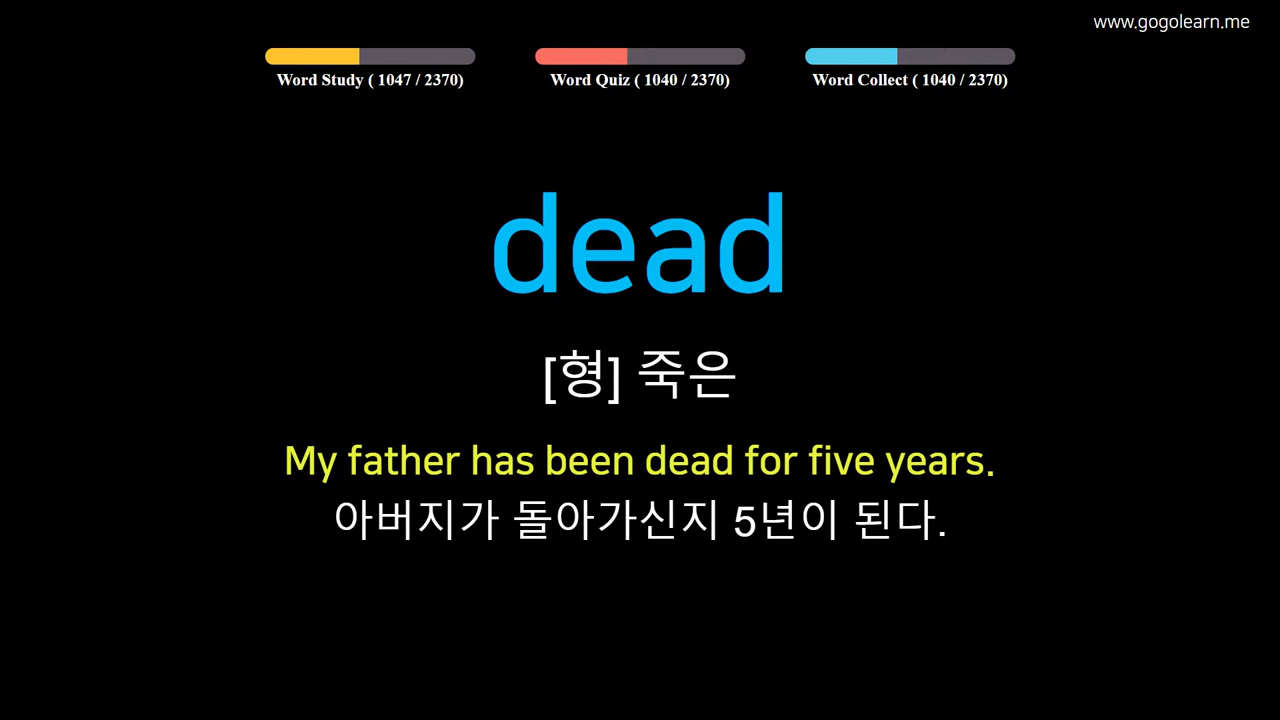 www.gogolearn.me
Word Study ( 1047 / 2370)
Word Quiz ( 1040 / 2370)
Word Collect ( 1040 / 2370)
dead
[형] 죽은
My father has been dead for five years.
아버지가 돌아가신지 5년이 된다.